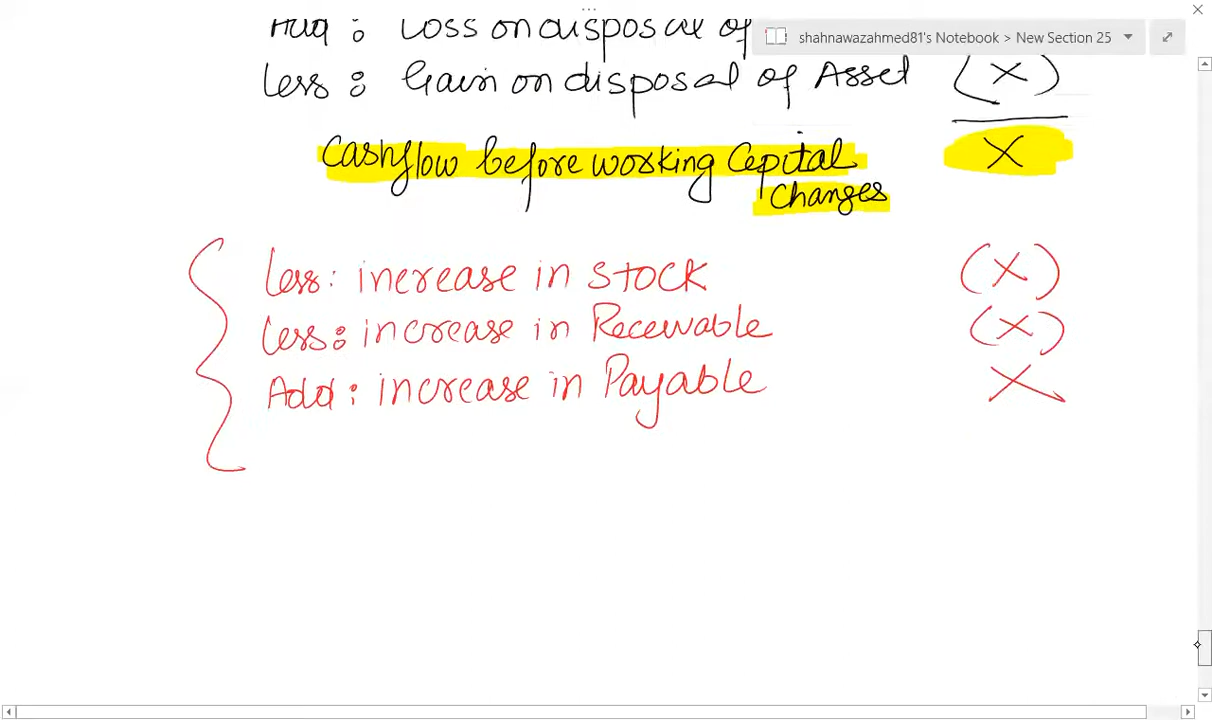 Add : Loss on disposal of
shahnawazahmed81's Notebook > New Section 25
Less : Gain on disposal of Asset (X)
Cashflow before working Capital X
Changes
Less: increase in STOCK (X)
Less: increase in Receivable (X)
Add: increase in Payable X